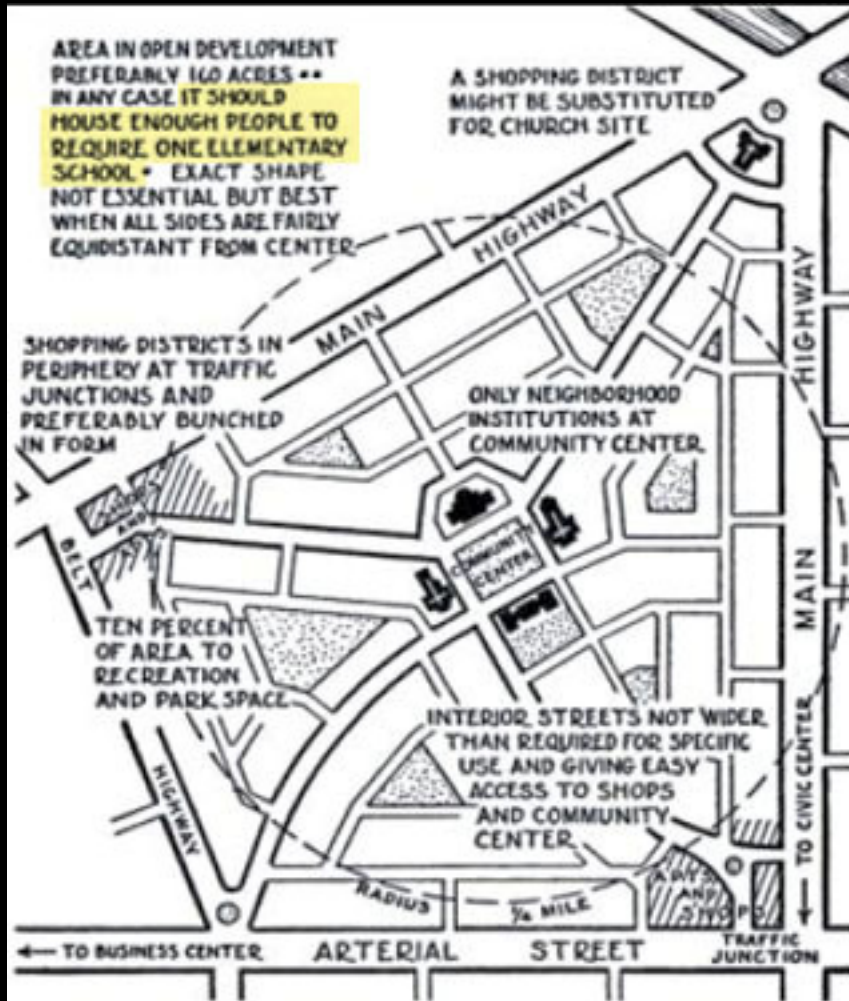 AREA IN OPEN DEVELOPMENT
PREFERABLY 160 ACRES ••
IN ANY CASE IT SHOULD
HOUSE ENOUGH PEOPLE TO
REQUIRE ONE ELEMENTARY
SCHOOL • EXACT SHAPE
NOT ESSENTIAL BUT BEST
WHEN ALL SIDES ARE FAIRLY
EQUIDISTANT FROM CENTER
A SHOPPING DISTRICT
MIGHT BE SUBSTITUTED
FOR CHURCH SITE
MAIN HIGHWAY
HIGHWAY
MAIN
SHOPPING DISTRICTS IN
PERIPHERY AT TRAFFIC
JUNCTIONS AND
PREFERABLY BUNCHED
IN FORM
ONLY NEIGHBORHOOD
INSTITUTIONS AT
COMMUNITY CENTER
AND
BELT
COMMUNITY
CENTER
TEN PERCENT
OF AREA TO
RECREATION
AND PARK SPACE
HIGHWAY
INTERIOR STREETS NOT WIDER
THAN REQUIRED FOR SPECIFIC
USE AND GIVING EASY
ACCESS TO SHOPS
AND COMMUNITY
CENTER
TO CIVIC CENTER
RADIUS ¼ MILE
AND
SHOPS
TO BUSINESS CENTER
ARTERIAL STREET
TRAFFIC
JUNCTION